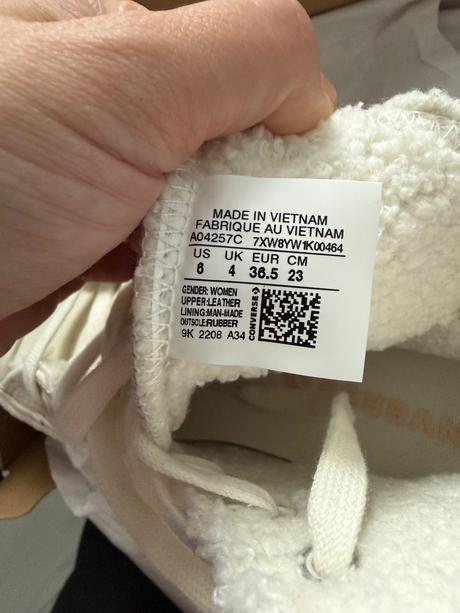 MADE IN VIETNAM
FABRIQUE AU VIETNAM
A04257C 7XW8YW1K00464
US UK EUR CM
6 4 36.5 23
GENDER: WOMEN
UPPER:LEATHER
LINING:MAN-MADE
OUTSOLE:RUBBER
9K 2208 A34
CONVERSE